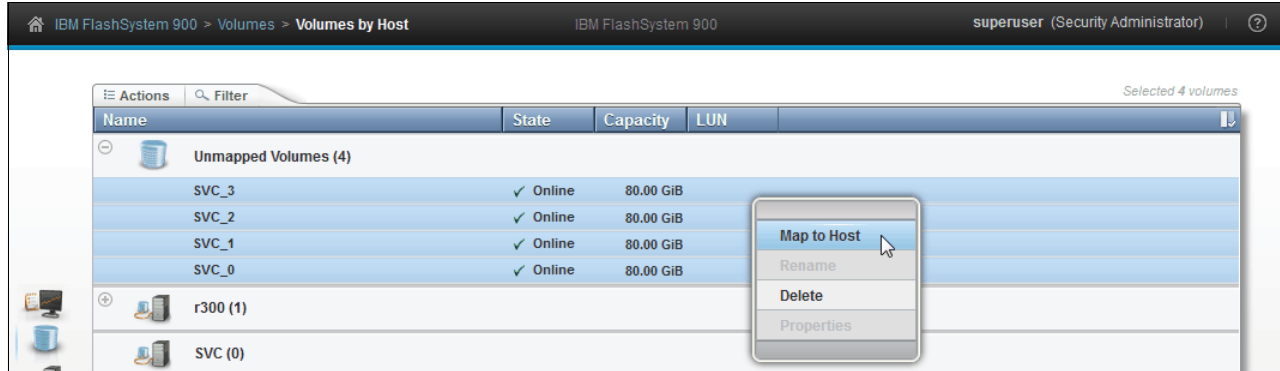 IBM FlashSystem 900 > Volumes > Volumes by Host IBM FlashSystem 900 superuser (Security Administrator) | ?
Actions Filter Selected 4 volumes
Name State Capacity LUN
Unmapped Volumes (4)
SVC_3 ✓ Online 80.00 GiB
SVC_2 ✓ Online 80.00 GiB
SVC_1 ✓ Online 80.00 GiB
SVC_0 ✓ Online 80.00 GiB
Map to Host
Rename
Delete
Properties
r300 (1)
SVC (0)